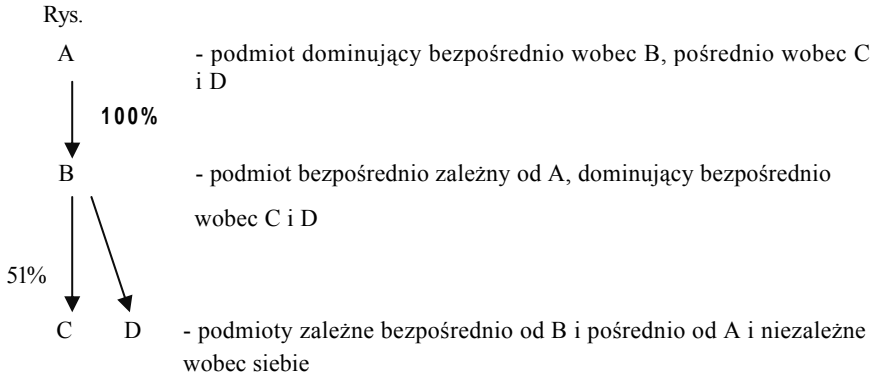 Rys.
A - podmiot dominujący bezpośrednio wobec B, pośrednio wobec C
i D
100%
B - podmiot bezpośrednio zależny od A, dominujący bezpośrednio
wobec C i D
51%
C D - podmioty zależne bezpośrednio od B i pośrednio od A i niezależne
wobec siebie